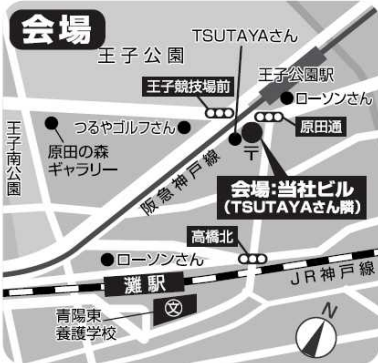 会場
王子公園
TSUTAYAさん
王子公園駅
王子競技場前
ローソンさん
つるやゴルフさん
原田通
王子南公園
原田の森
ギャラリー
阪急神戸線
〒
会場:当社ビル
(TSUTAYAさん隣)
高橋北
ローソンさん
灘駅
JR神戸線
青陽東
養護学校
文
N